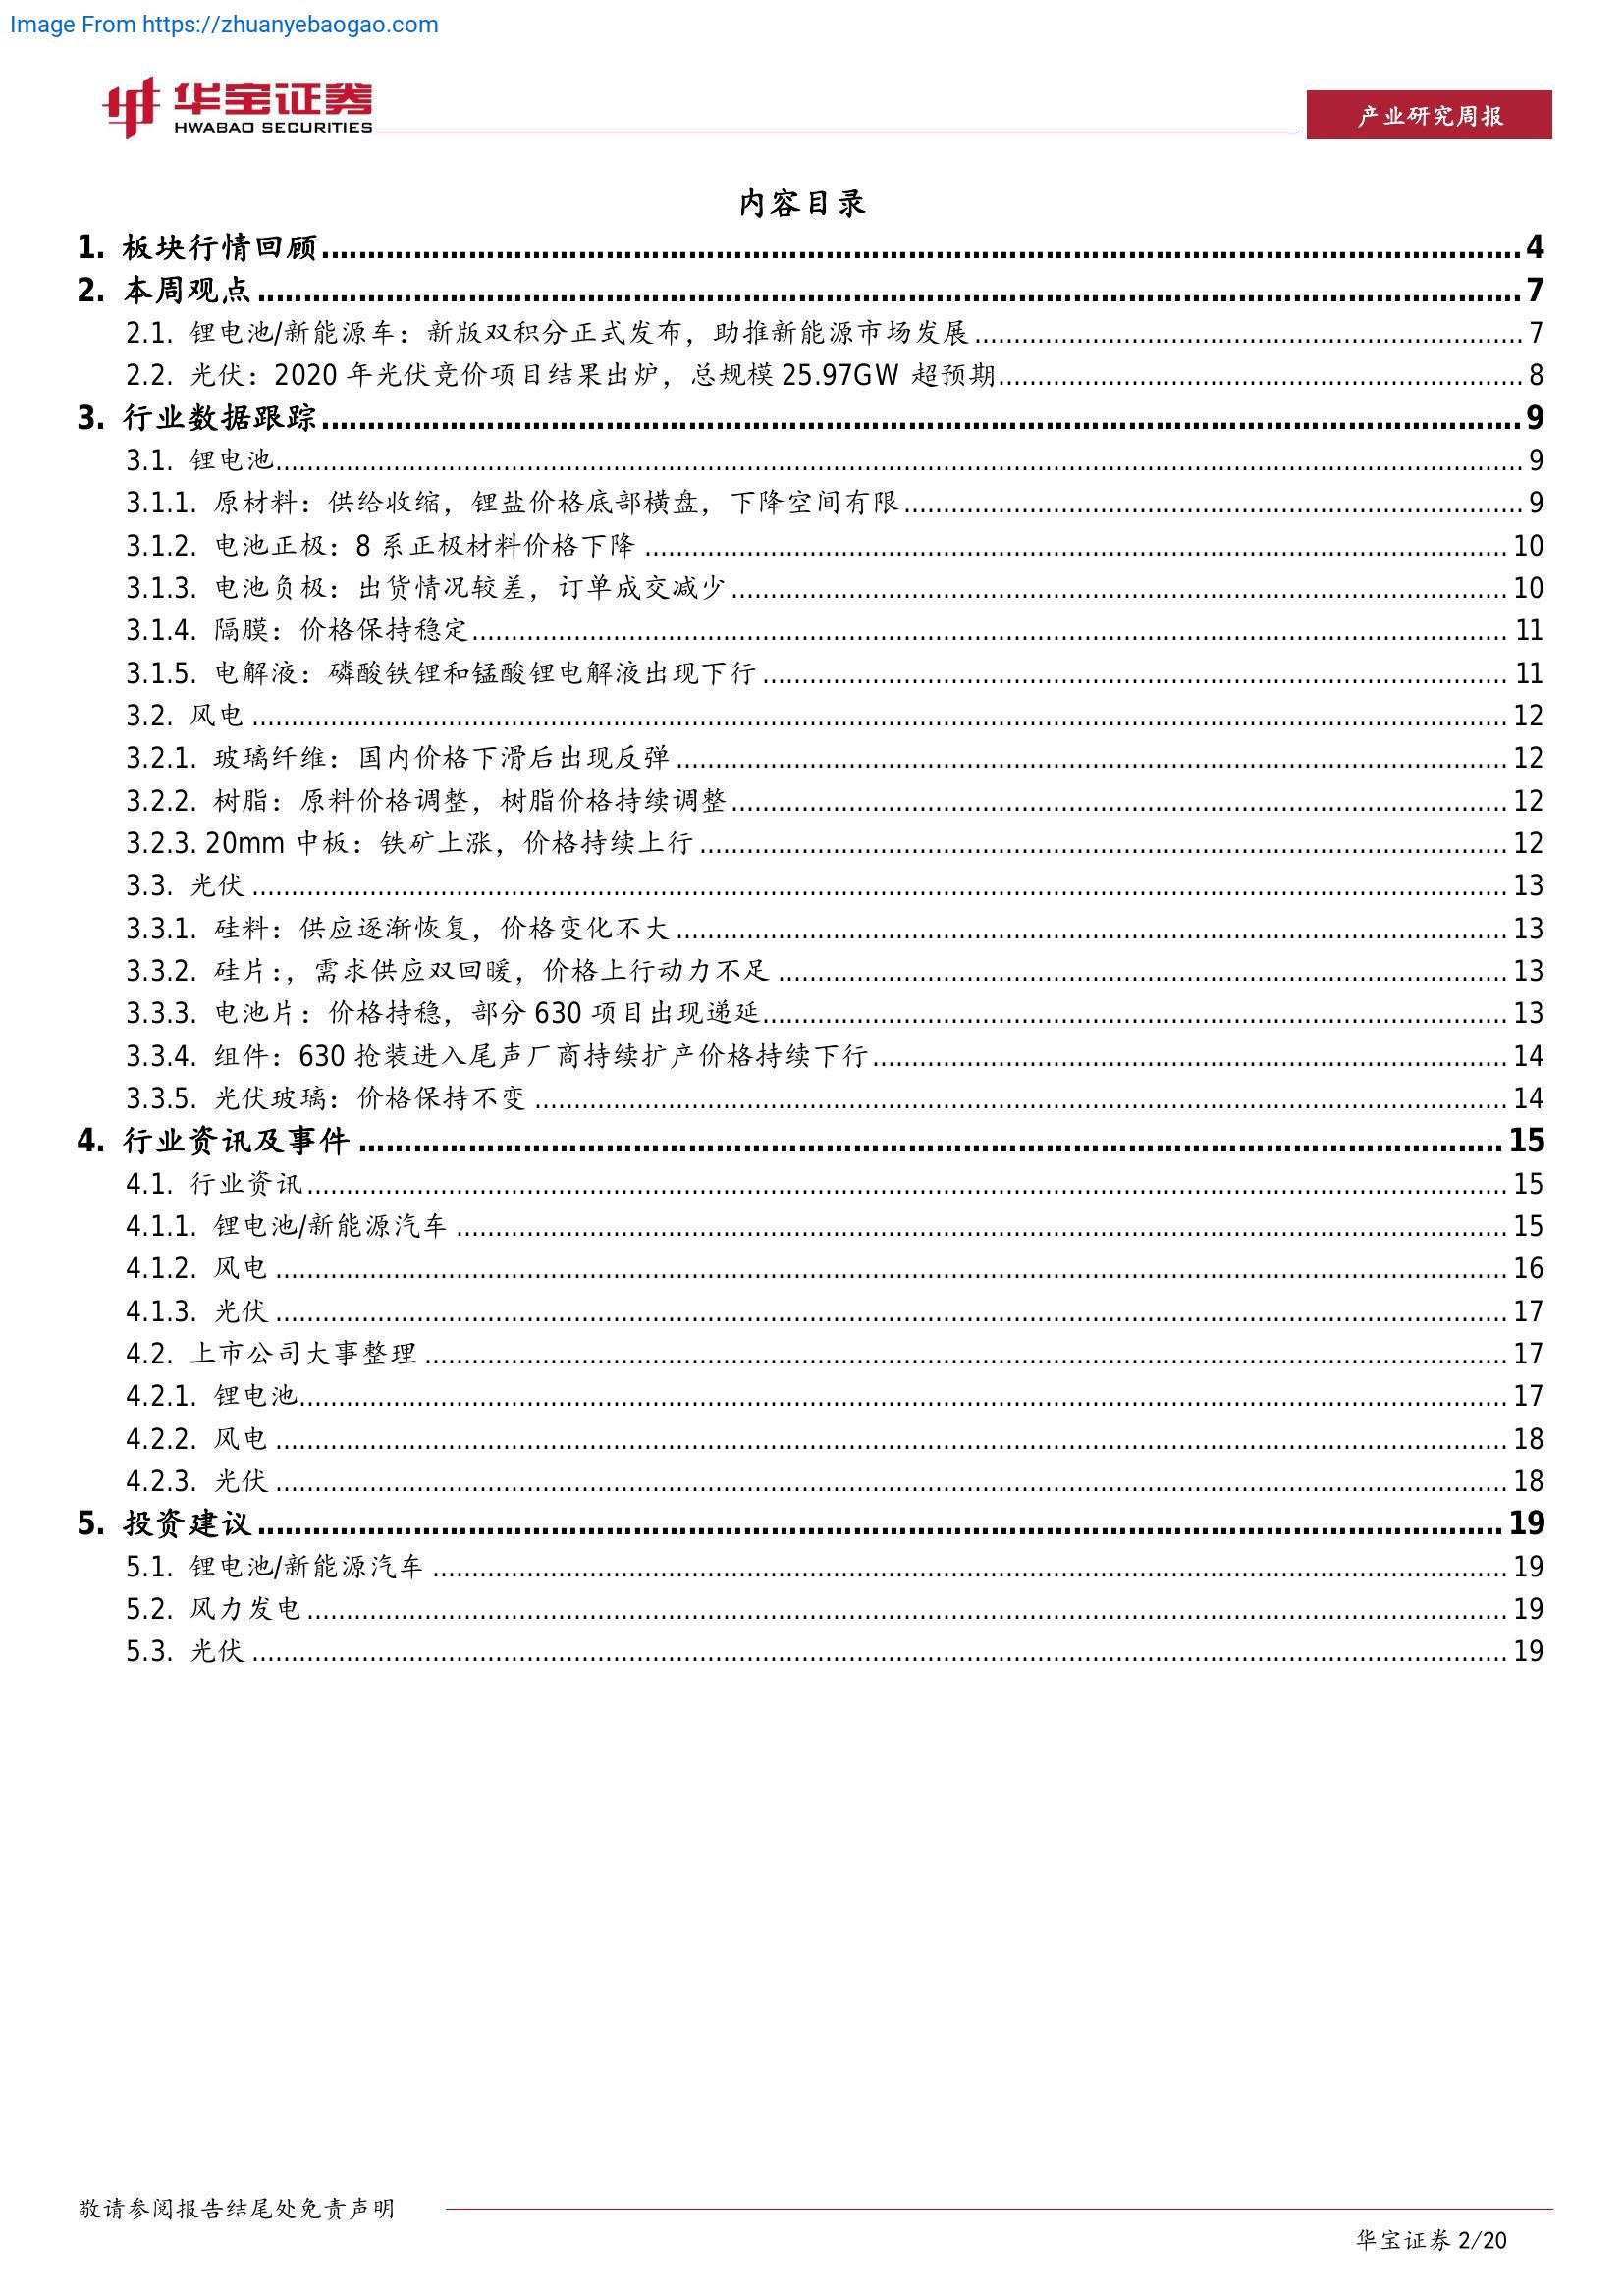 Image From https://zhuanyebaogao.com
华宝证券
HWABAO SECURITIES
产业研究周报
内容目录
1. 板块行情回顾 4
2. 本周观点 7
2.1. 锂电池/新能源车：新版双积分正式发布，助推新能源市场发展 7
2.2. 光伏：2020 年光伏竞价项目结果出炉，总规模 25.97GW 超预期 8
3. 行业数据跟踪 9
3.1. 锂电池 9
3.1.1. 原材料：供给收缩，锂盐价格底部横盘，下降空间有限 9
3.1.2. 电池正极：8 系正极材料价格下降 10
3.1.3. 电池负极：出货情况较差，订单成交减少 10
3.1.4. 隔膜：价格保持稳定 11
3.1.5. 电解液：磷酸铁锂和锰酸锂电解液出现下行 11
3.2. 风电 12
3.2.1. 玻璃纤维：国内价格下滑后出现反弹 12
3.2.2. 树脂：原料价格调整，树脂价格持续调整 12
3.2.3. 20mm 中板：铁矿上涨，价格持续上行 12
3.3. 光伏 13
3.3.1. 硅料：供应逐渐恢复，价格变化不大 13
3.3.2. 硅片：，需求供应双回暖，价格上行动力不足 13
3.3.3. 电池片：价格持稳，部分 630 项目出现递延 13
3.3.4. 组件：630 抢装进入尾声厂商持续扩产价格持续下行 14
3.3.5. 光伏玻璃：价格保持不变 14
4. 行业资讯及事件 15
4.1. 行业资讯 15
4.1.1. 锂电池/新能源汽车 15
4.1.2. 风电 16
4.1.3. 光伏 17
4.2. 上市公司大事整理 17
4.2.1. 锂电池 17
4.2.2. 风电 18
4.2.3. 光伏 18
5. 投资建议 19
5.1. 锂电池/新能源汽车 19
5.2. 风力发电 19
5.3. 光伏 19
敬请参阅报告结尾处免责声明
华宝证券 2/20